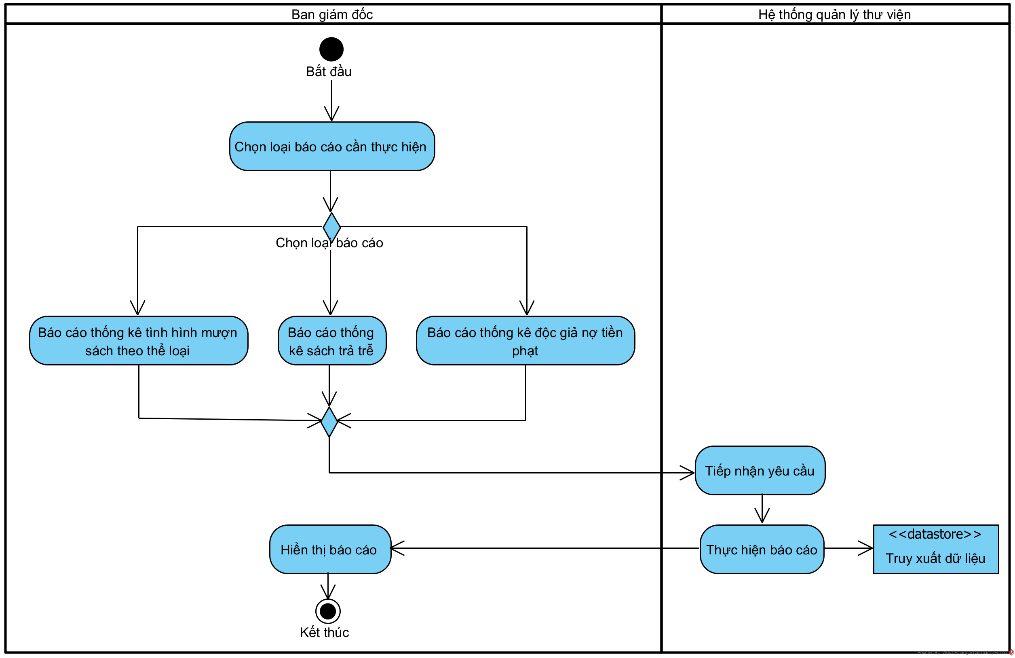 Ban giám đốc
Hệ thống quản lý thư viện
Bắt đầu
Chọn loại báo cáo cần thực hiện
Chọn loại báo cáo
Báo cáo thống kê tình hình mượn
sách theo thể loại
Báo cáo thống
kê sách trả trễ
Báo cáo thống kê độc giả nợ tiền
phạt
Tiếp nhận yêu cầu
Hiển thị báo cáo
Thực hiện báo cáo
<<datastore>>
Truy xuất dữ liệu
Kết thúc